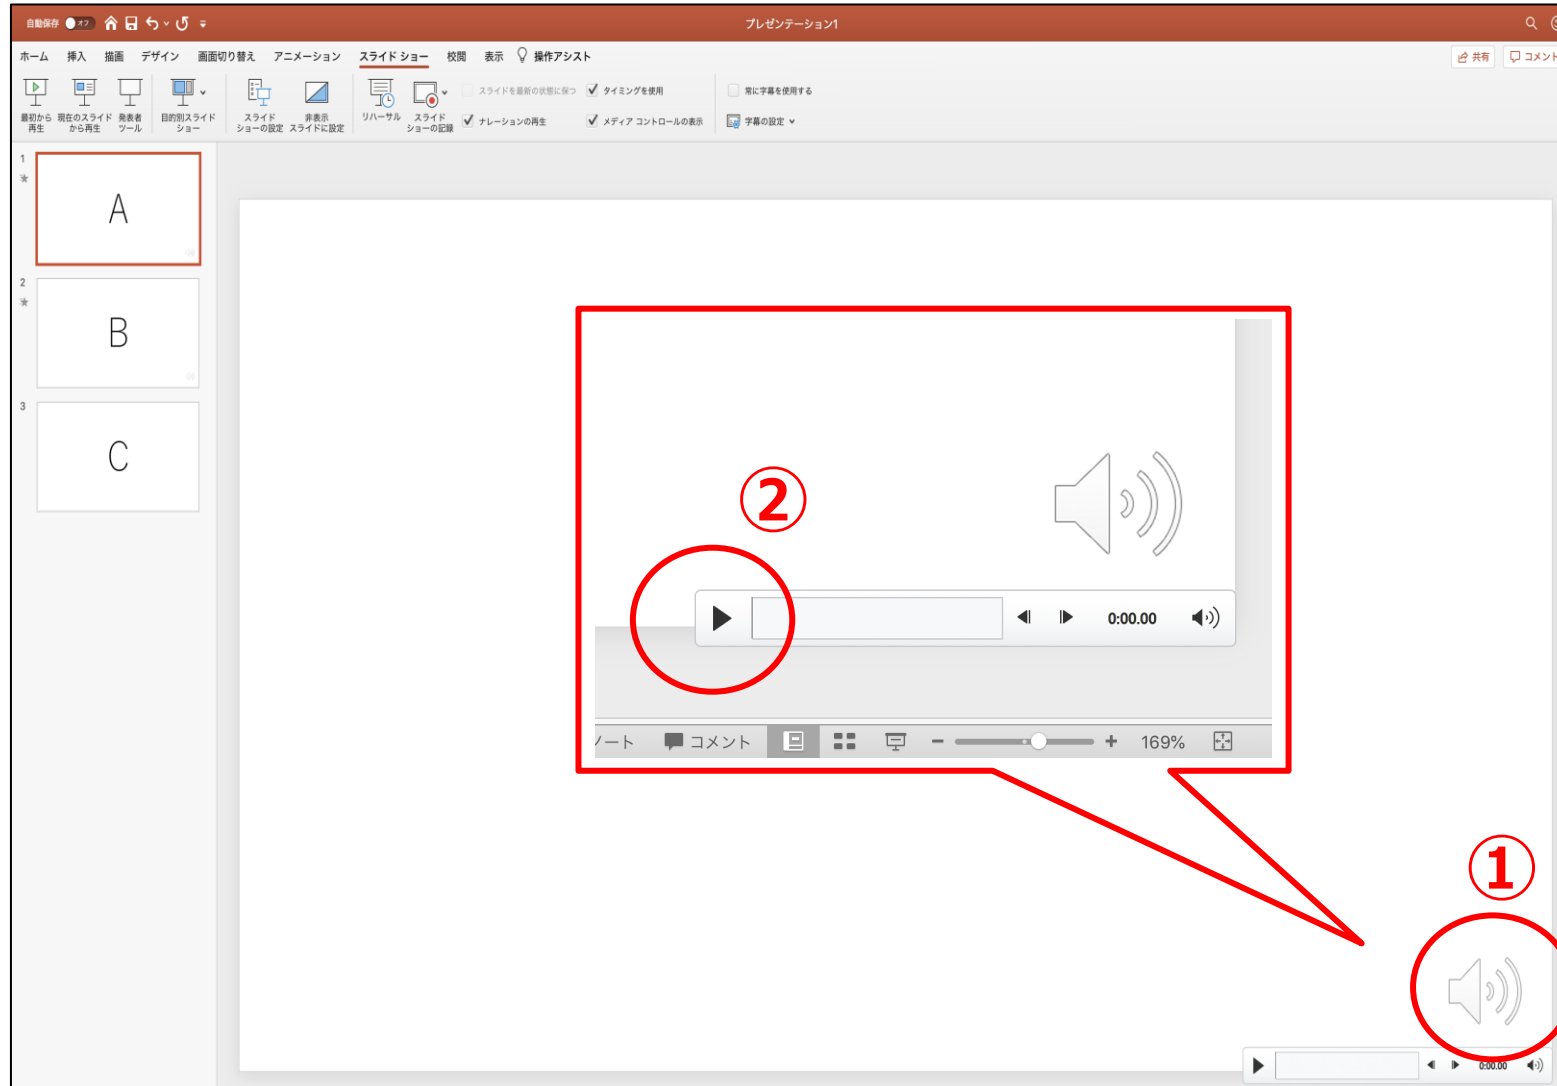 自動保存 オフ
プレゼンテーション1
ホーム 挿入 描画 デザイン 画面切り替え アニメーション スライド ショー 校閲 表示 操作アシスト
共有 コメント
最初から
再生
現在のスライド
から再生
発表者
ツール
目的別スライド
ショー
スライド
ショーの設定
非表示
スライドに設定
リハーサル
スライド
ショーの記録
スライドを最新の状態に保つ
タイミングを使用
ナレーションの再生
メディア コントロールの表示
常に字幕を使用する
字幕の設定
1
A
2
B
3
C
②
0:00.00
ノート コメント 169%
①
0:00.00